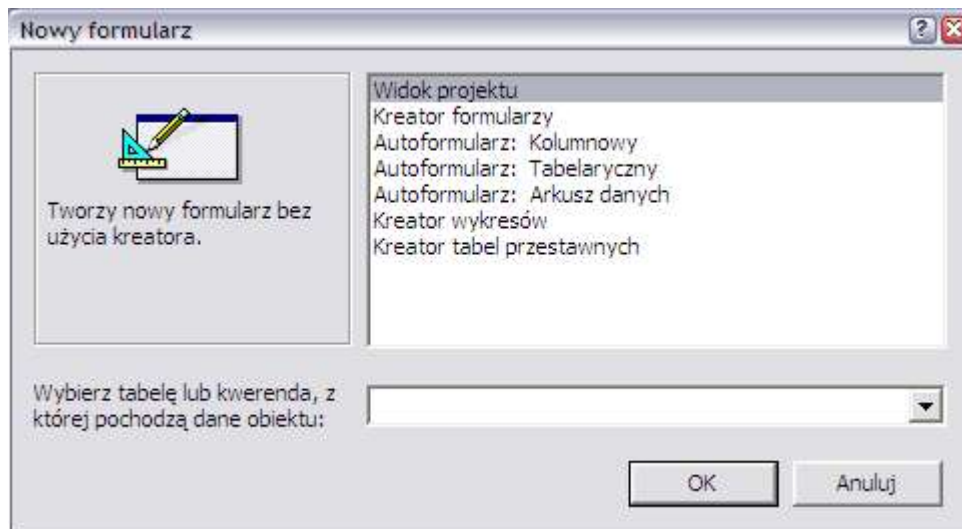 Nowy formularz
Widok projektu
Kreator formularzy
Autoformularz: Kolumnowy
Autoformularz: Tabelaryczny
Autoformularz: Arkusz danych
Kreator wykresów
Kreator tabel przestawnych
Tworzy nowy formularz bez
użycia kreatora.
Wybierz tabelę lub kwerenda, z
której pochodzą dane obiektu:
OK
Anuluj